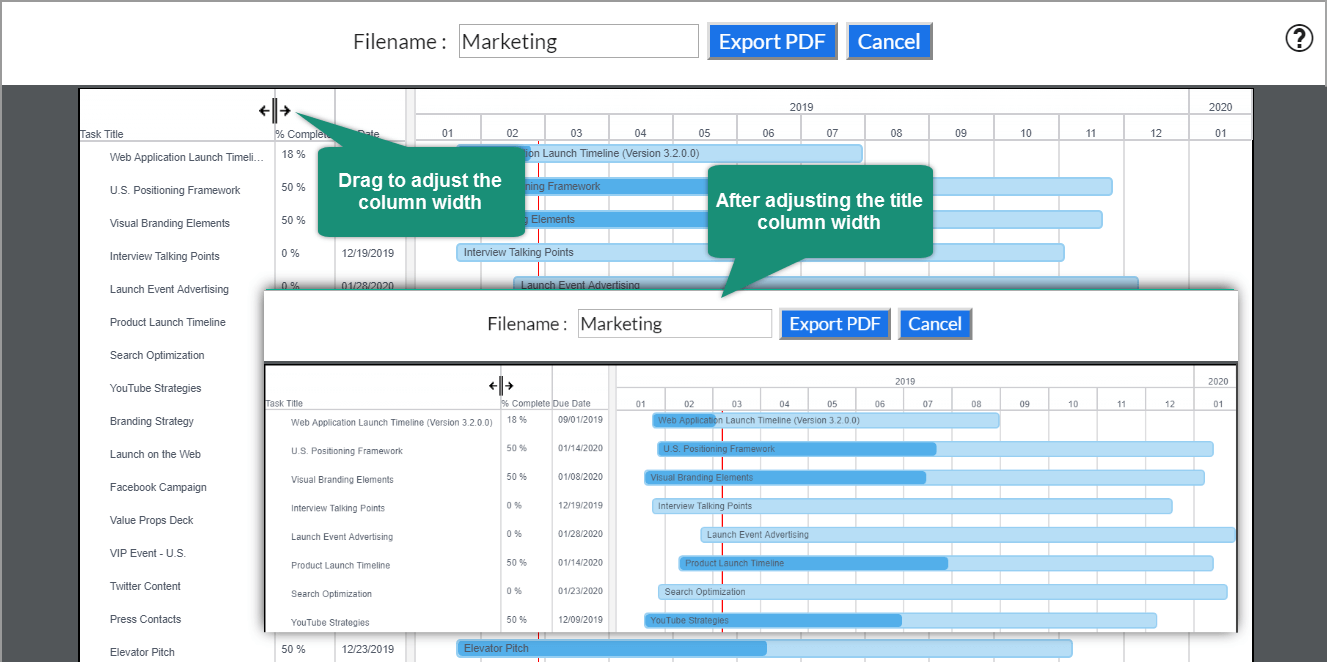 Filename : Marketing Export PDF Cancel ?
2019 2020
Task Title % Complete Date 01 02 03 04 05 06 07 08 09 10 11 12 01
Web Application Launch Timeli... 18 % ion Launch Timeline (Version 3.2.0.0)
Drag to adjust the
column width
U.S. Positioning Framework 50 % ning Framework
After adjusting the title
column width
Visual Branding Elements 50 % g Elements
Interview Talking Points 0 % 12/19/2019 Interview Talking Points
Launch Event Advertising 0 % 01/28/2020 Launch Event Advertising
Product Launch Timeline
Search Optimization
YouTube Strategies
Branding Strategy
Launch on the Web
Facebook Campaign
Value Props Deck
VIP Event - U.S.
Twitter Content
Press Contacts
Elevator Pitch 50 % 12/23/2019 Elevator Pitch
Filename : Marketing Export PDF Cancel
2019 2020
Task Title % Complete Due Date 01 02 03 04 05 06 07 08 09 10 11 12 01
Web Application Launch Timeline (Version 3.2.0.0) 18 % 09/01/2019 Web Application Launch Timeline (Version 3.2.0.0)
U.S. Positioning Framework 50 % 01/14/2020 U.S. Positioning Framework
Visual Branding Elements 50 % 01/08/2020 Visual Branding Elements
Interview Talking Points 0 % 12/19/2019 Interview Talking Points
Launch Event Advertising 0 % 01/28/2020 Launch Event Advertising
Product Launch Timeline 50 % 01/14/2020 Product Launch Timeline
Search Optimization 0 % 01/23/2020 Search Optimization
YouTube Strategies 50 % 12/09/2019 YouTube Strategies